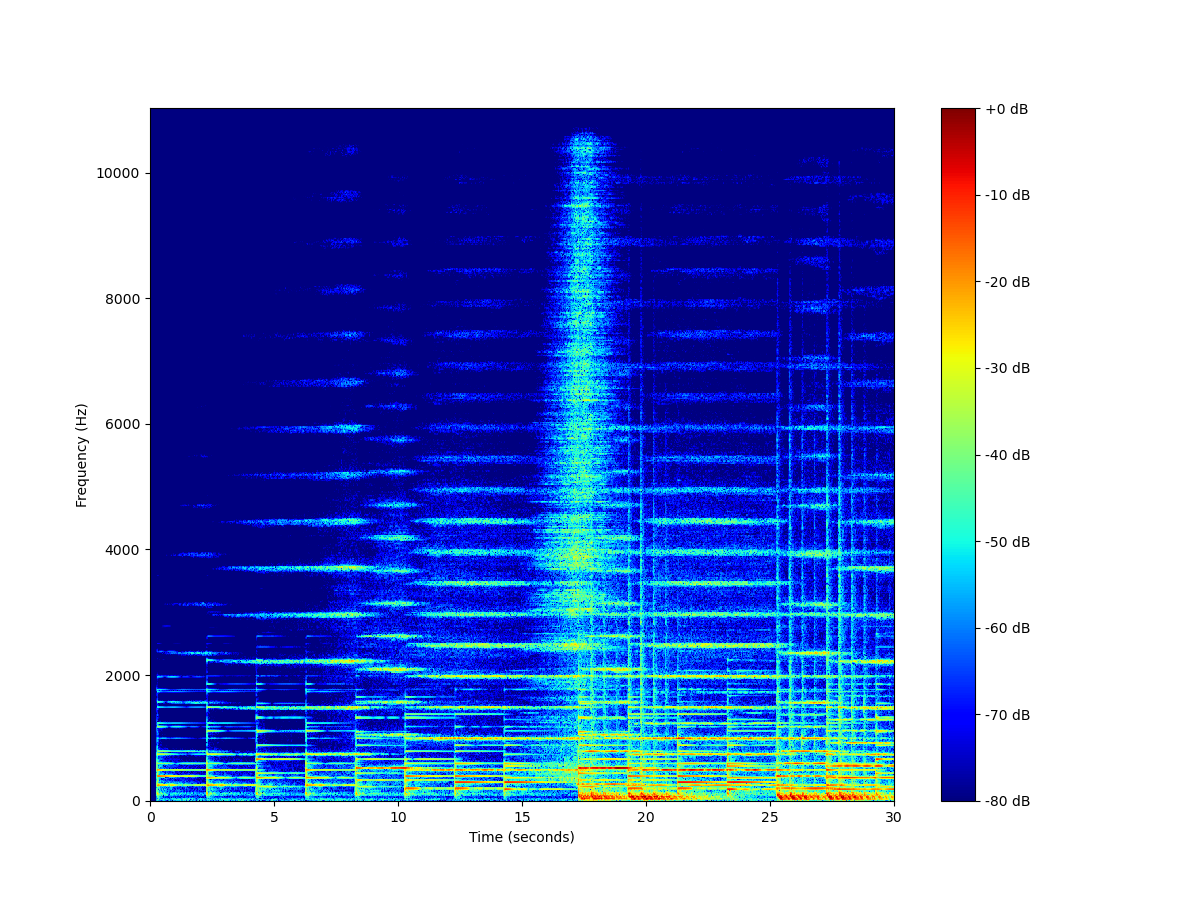 +0 dB
10000
-10 dB
-20 dB
8000
-30 dB
6000
Frequency (Hz)
-40 dB
4000
-50 dB
-60 dB
2000
-70 dB
0
-80 dB
0 5 10 15 20 25 30
Time (seconds)